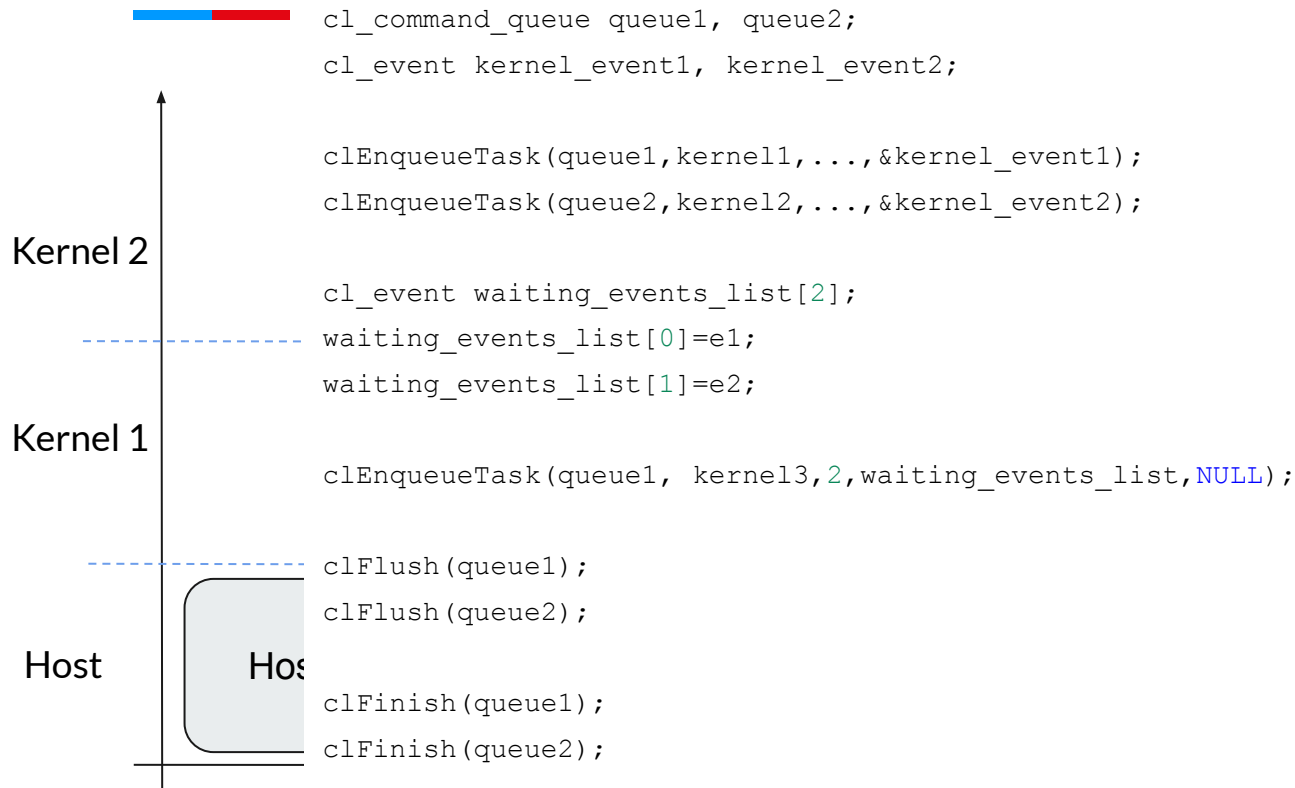 cl_command_queue queue1, queue2;
cl_event kernel_event1, kernel_event2;
clEnqueueTask(queue1,kernel1,...,&kernel_event1);
clEnqueueTask(queue2,kernel2,...,&kernel_event2);
Kernel 2
cl_event waiting_events_list[2];
waiting_events_list[0]=e1;
waiting_events_list[1]=e2;
Kernel 1
clEnqueueTask(queue1, kernel3,2,waiting_events_list,NULL);
clFlush(queue1);
clFlush(queue2);
Host
Hos
clFinish(queue1);
clFinish(queue2);